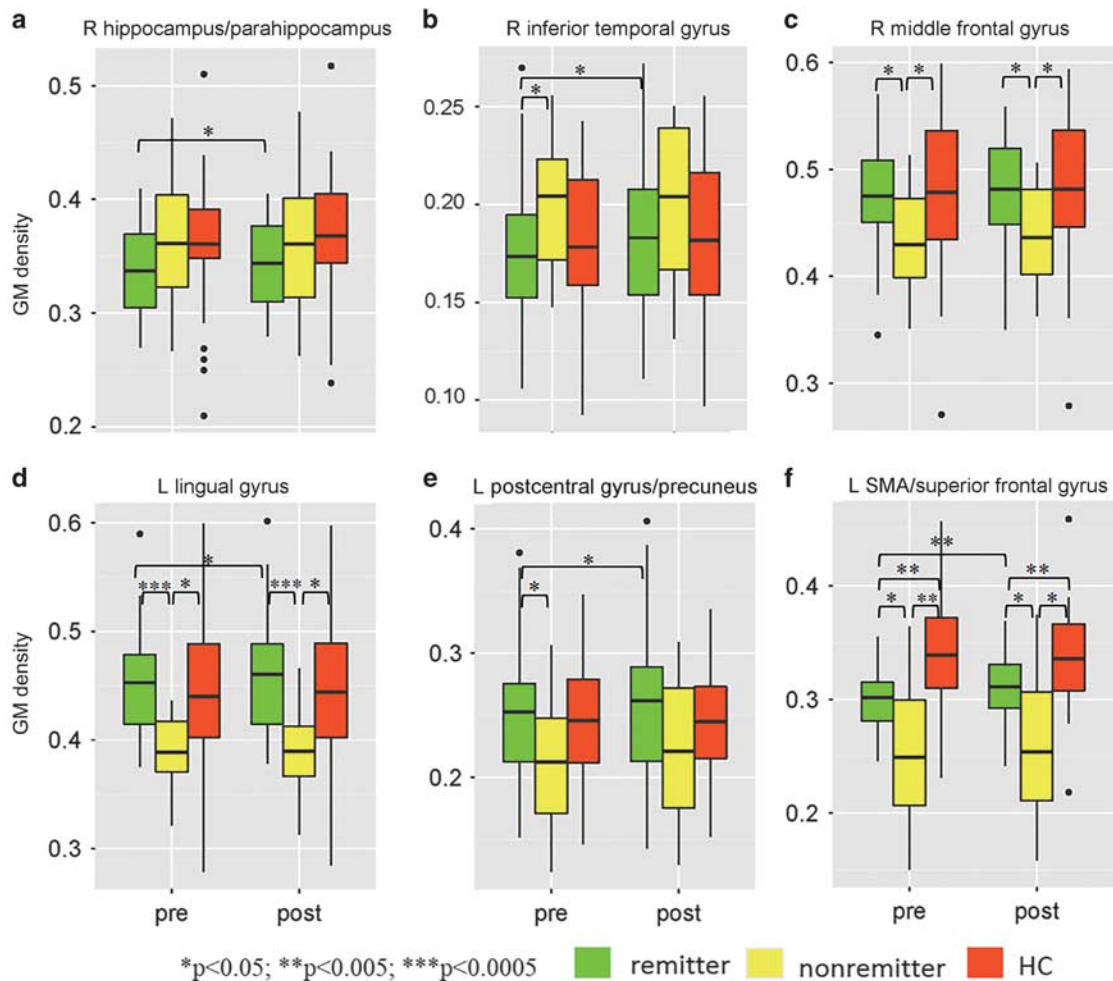 a
R hippocampus/parahippocampus
b
R inferior temporal gyrus
c
R middle frontal gyrus
GM density
0.5
0.4
0.3
0.2
*
0.25
0.20
0.15
0.10
*
*
0.6
0.5
0.4
0.3
* * * *
d
L lingual gyrus
e
L postcentral gyrus/precuneus
f
L SMA/superior frontal gyrus
GM density
0.6
0.5
0.4
0.3
*
*** * *** *
0.4
0.3
0.2
*
*
0.4
0.3
0.2
**
** **
* ** * *
pre post
pre post
pre post
*p<0.05; **p<0.005; ***p<0.0005 remitter nonremitter HC